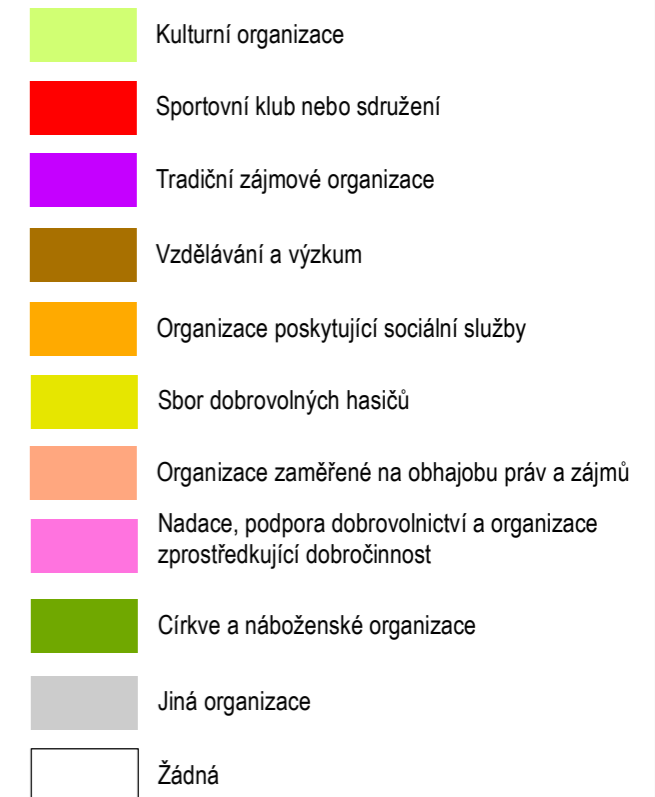 Kulturní organizace
Sportovní klub nebo sdružení
Tradiční zájmové organizace
Vzdělávání a výzkum
Organizace poskytující sociální služby
Sbor dobrovolných hasičů
Organizace zaměřené na obhajobu práv a zájmů
Nadace, podpora dobrovolnictví a organizace
zprostředkující dobročinnost
Církve a náboženské organizace
Jiná organizace
Žádná